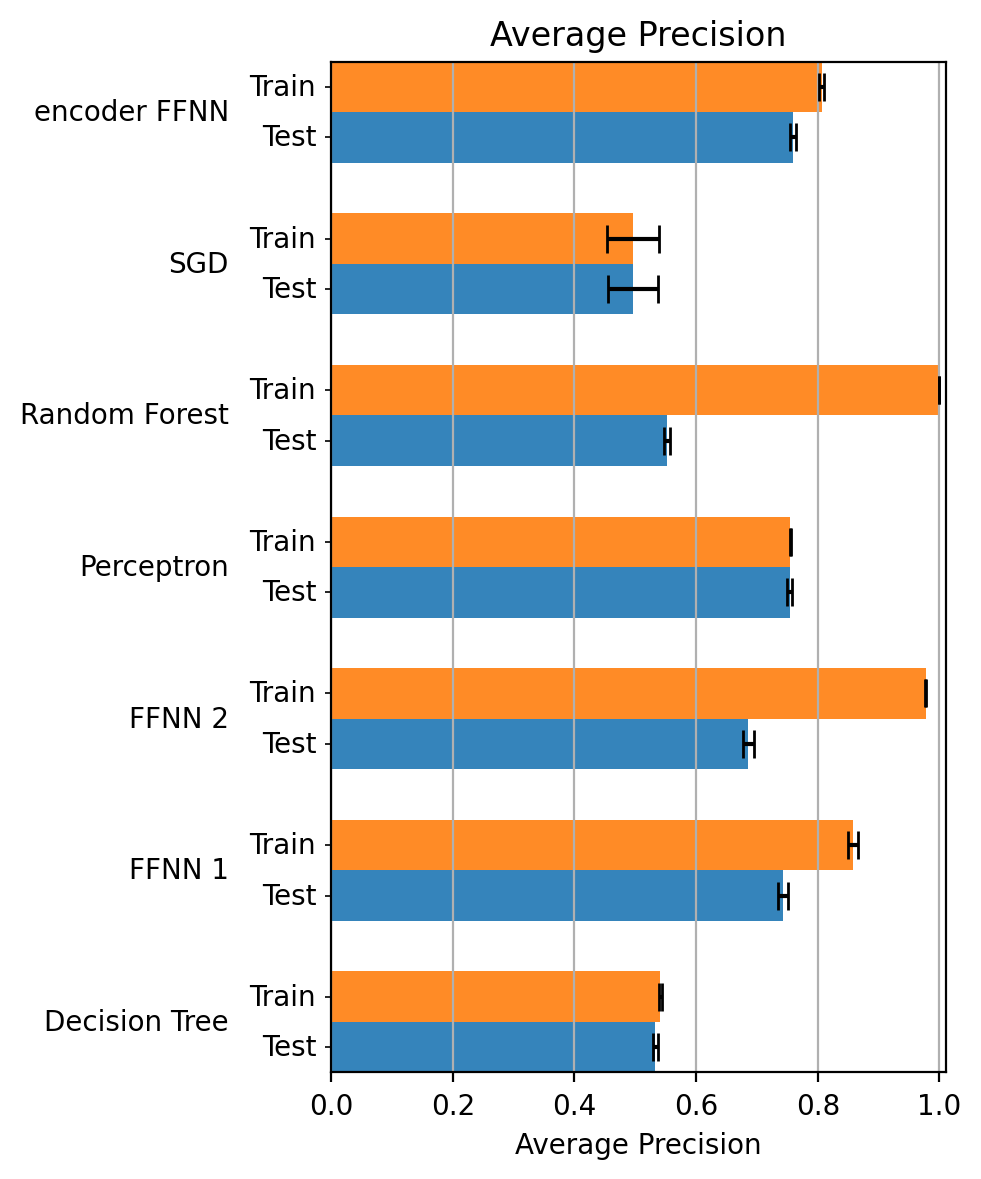 Average Precision
encoder FFNN
Train
Test
SGD
Train
Test
Random Forest
Train
Test
Perceptron
Train
Test
FFNN 2
Train
Test
FFNN 1
Train
Test
Decision Tree
Train
Test
0.0 0.2 0.4 0.6 0.8 1.0
Average Precision